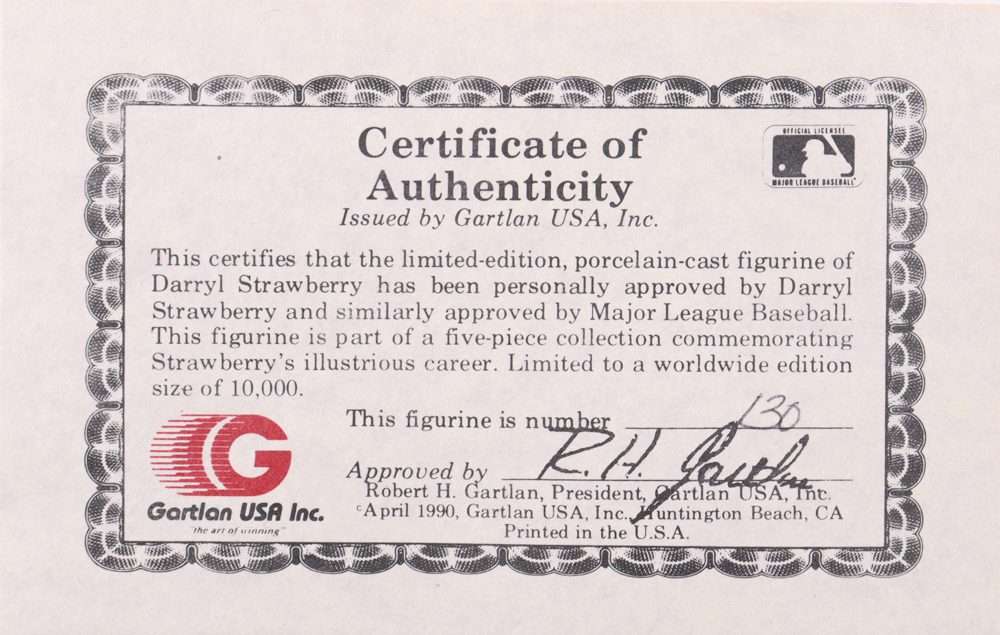 Certificate of
Authenticity
Issued by Gartlan USA, Inc.
OFFICIAL LICENSEE
MAJOR LEAGUE BASEBALL
This certifies that the limited-edition, porcelain-cast figurine of
Darryl Strawberry has been personally approved by Darryl
Strawberry and similarly approved by Major League Baseball.
This figurine is part of a five-piece collection commemorating
Strawberry's illustrious career. Limited to a worldwide edition
size of 10,000.
This figurine is number 130
Approved by R. H. Gartlan
Robert H. Gartlan, President, Gartlan USA, Inc.
©April 1990, Gartlan USA, Inc., Huntington Beach, CA
Printed in the U.S.A.
G
Gartlan USA Inc.
"the art of winning"